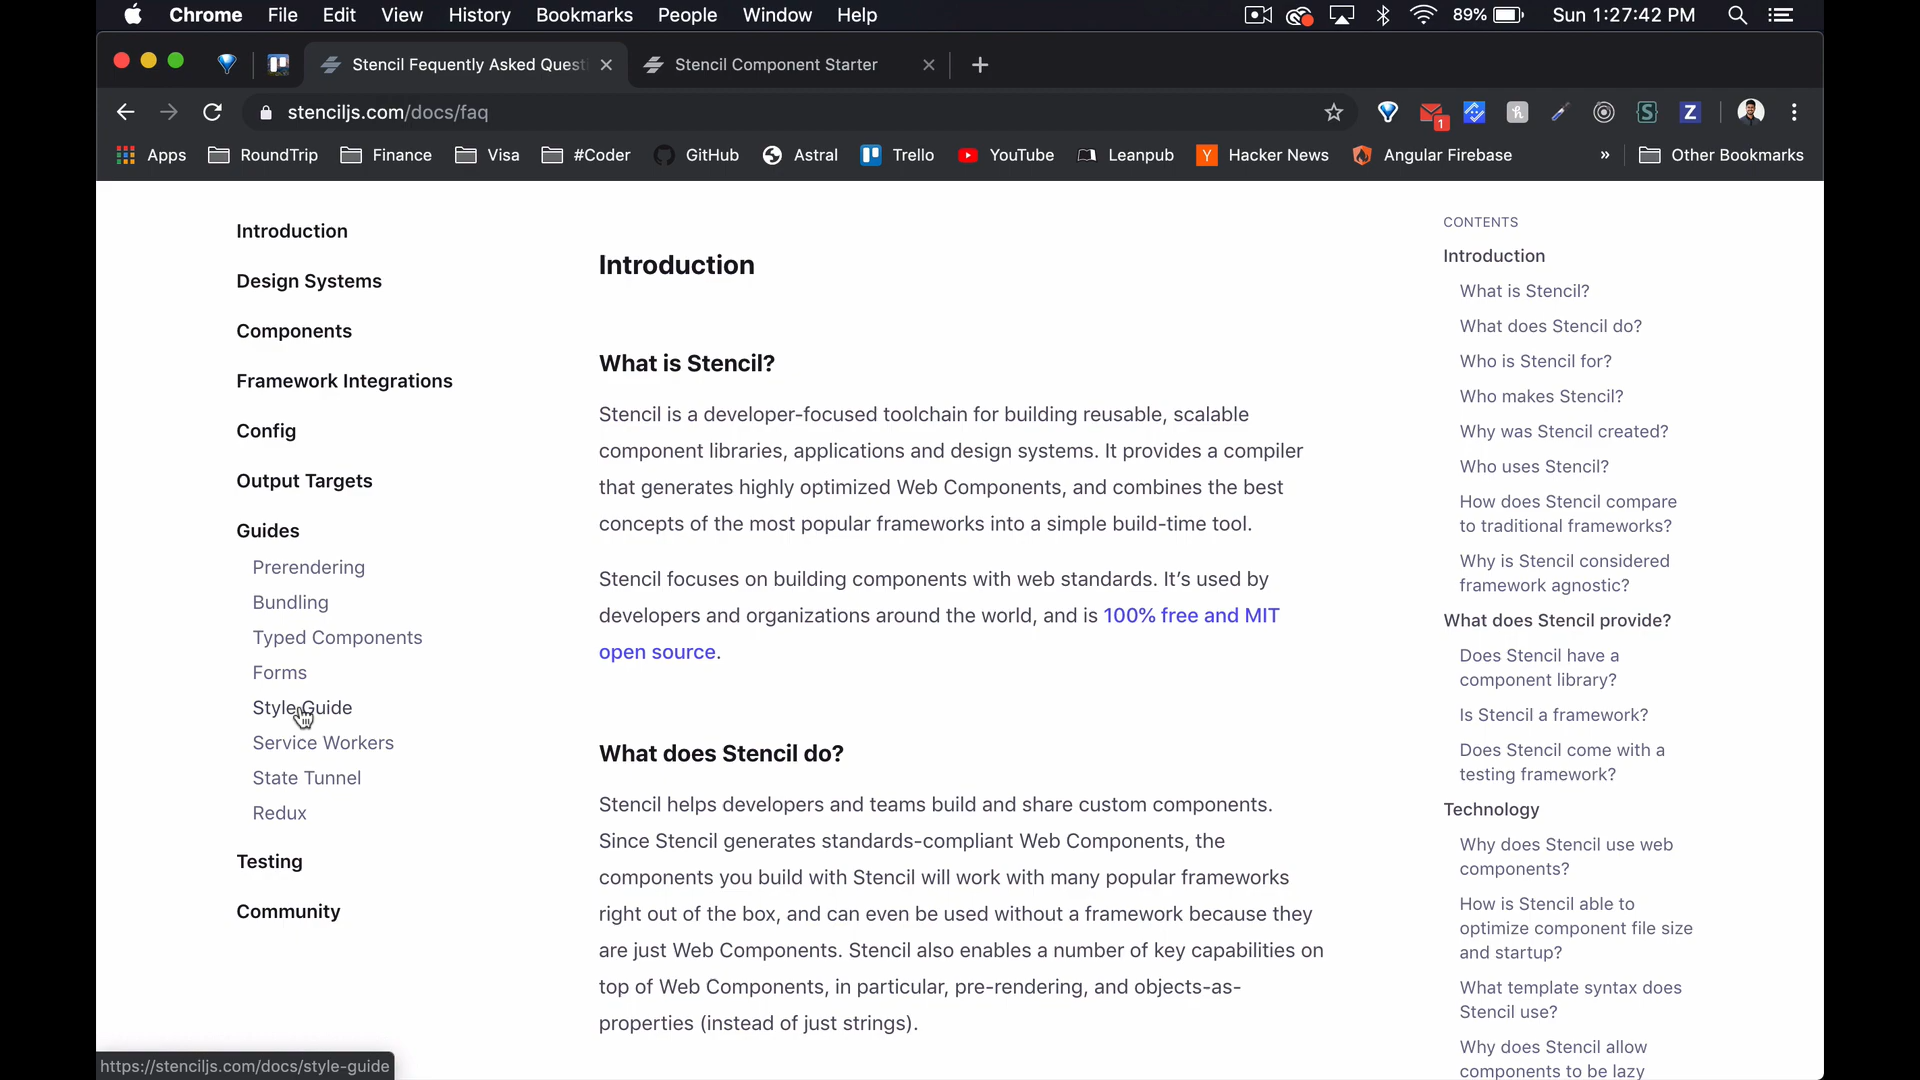 Chrome File Edit View History Bookmarks People Window Help 89% Sun 1:27:42 PM
Stencil Fequently Asked Quest
Stencil Component Starter
stenciljs.com/docs/faq
1
Apps RoundTrip Finance Visa #Coder GitHub Astral Trello YouTube Leanpub Hacker News Angular Firebase » Other Bookmarks
Introduction
Design Systems
Components
Framework Integrations
Config
Output Targets
Guides
Prerendering
Bundling
Typed Components
Forms
Style Guide
Service Workers
State Tunnel
Redux
Testing
Community
Introduction
What is Stencil?
Stencil is a developer-focused toolchain for building reusable, scalable
component libraries, applications and design systems. It provides a compiler
that generates highly optimized Web Components, and combines the best
concepts of the most popular frameworks into a simple build-time tool.
Stencil focuses on building components with web standards. It’s used by
developers and organizations around the world, and is 100% free and MIT
open source.
What does Stencil do?
Stencil helps developers and teams build and share custom components.
Since Stencil generates standards-compliant Web Components, the
components you build with Stencil will work with many popular frameworks
right out of the box, and can even be used without a framework because they
are just Web Components. Stencil also enables a number of key capabilities on
top of Web Components, in particular, pre-rendering, and objects-as-
properties (instead of just strings).
CONTENTS
Introduction
What is Stencil?
What does Stencil do?
Who is Stencil for?
Who makes Stencil?
Why was Stencil created?
Who uses Stencil?
How does Stencil compare
to traditional frameworks?
Why is Stencil considered
framework agnostic?
What does Stencil provide?
Does Stencil have a
component library?
Is Stencil a framework?
Does Stencil come with a
testing framework?
Technology
Why does Stencil use web
components?
How is Stencil able to
optimize component file size
and startup?
What template syntax does
Stencil use?
Why does Stencil allow
components to be lazy
https://stenciljs.com/docs/style-guide